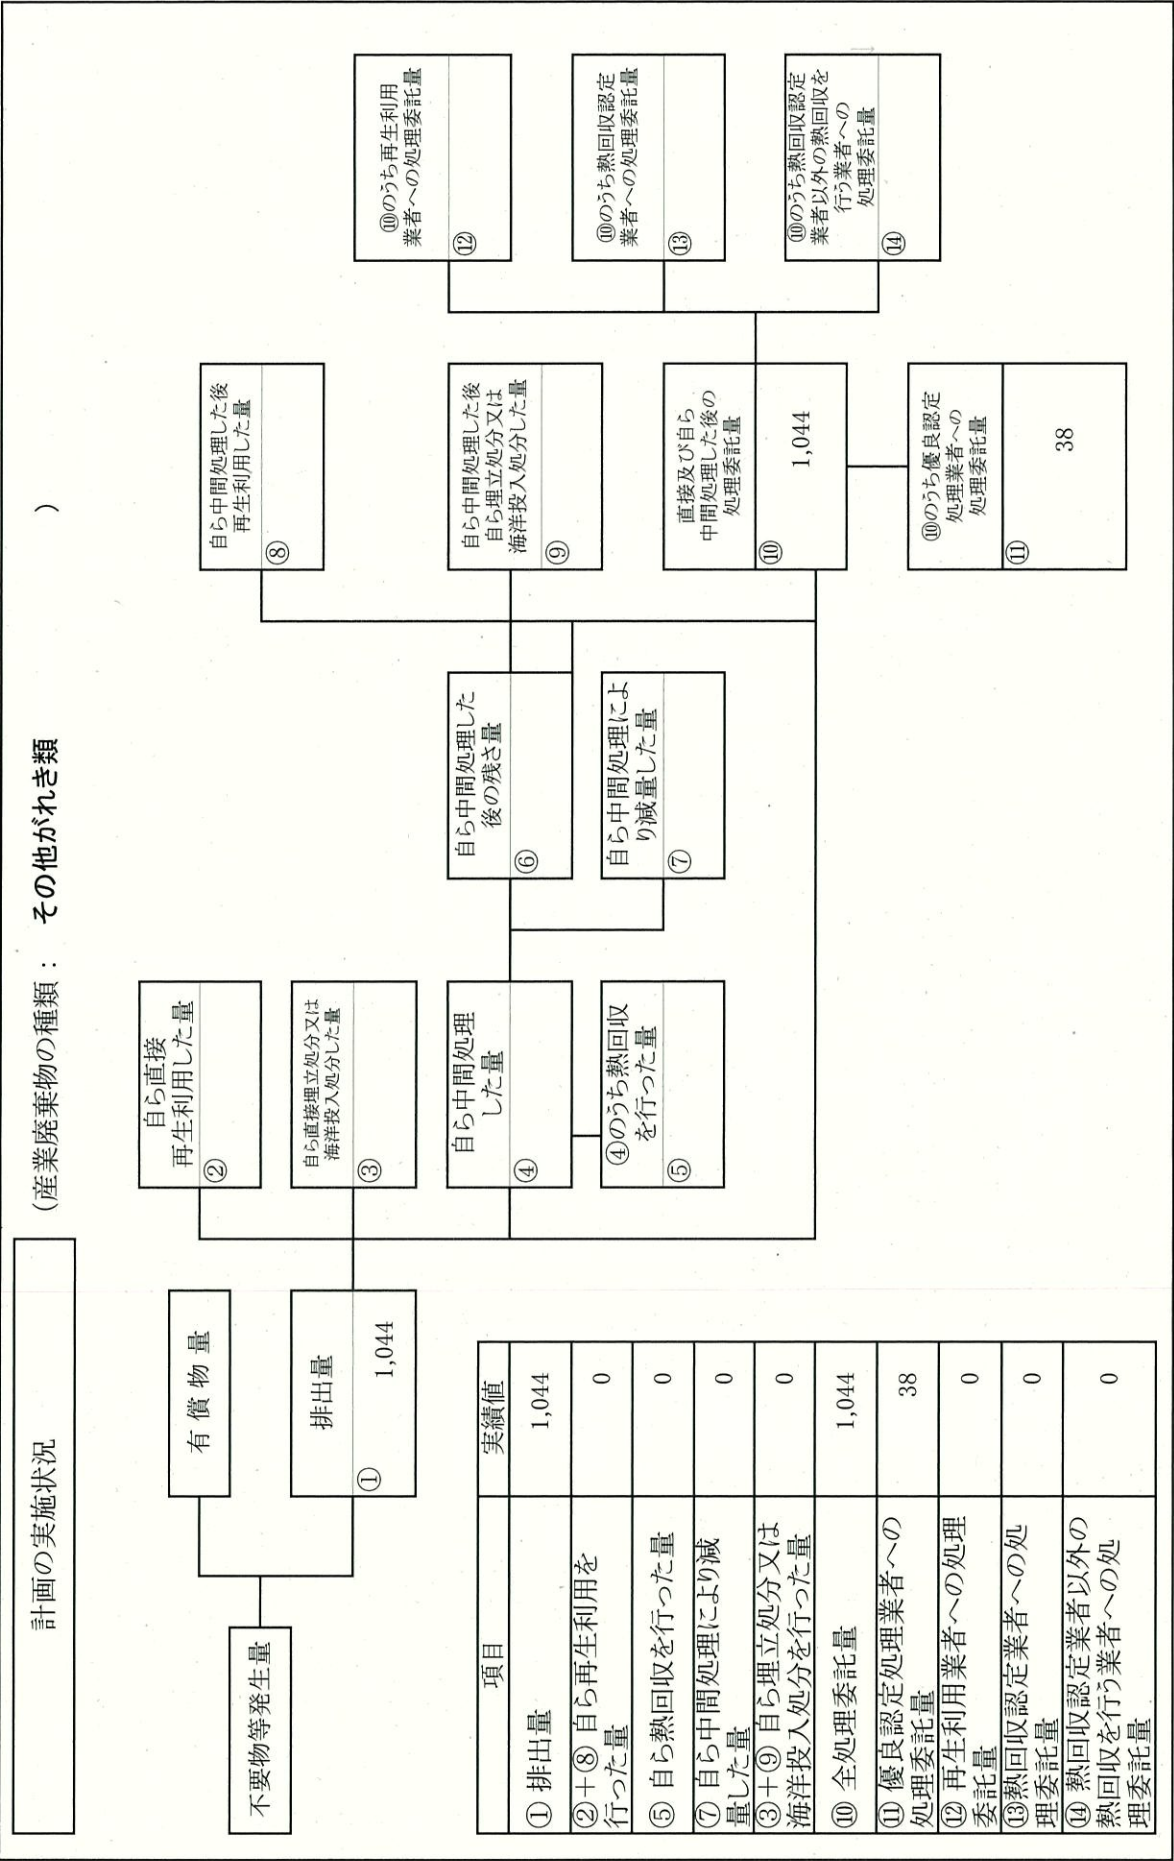 計画の実施状況
(産業廃棄物の種類： その他がれき類 )
不要物等発生量
有 償 物 量
排出量
①
1,044
自ら直接
再生利用した量
②
自ら直接埋立処分又は
海洋投入処分した量
③
自ら中間処理
した量
④
④のうち熱回収
を行った量
⑤
自ら中間処理した
後の残さ量
⑥
自ら中間処理によ
り減量した量
⑦
自ら中間処理した後
再生利用した量
⑧
自ら中間処理した後
自ら埋立処分又は
海洋投入処分した量
⑨
直接及び自ら
中間処理した後の
処理委託量
⑩
1,044
⑩のうち優良認定
処理業者への
処理委託量
⑪
38
⑩のうち再生利用
業者への処理委託量
⑫
⑩のうち熱回収認定
業者への処理委託量
⑬
⑩のうち熱回収認定
業者以外の熱回収を
行う業者への
処理委託量
⑭
項目 実績値
① 排出量 1,044
②＋⑧ 自ら再生利用を
行った量 0
⑤ 自ら熱回収を行った量 0
⑦ 自ら中間処理により減
量した量 0
③＋⑨ 自ら埋立処分又は
海洋投入処分を行った量 0
⑩ 全処理委託量 1,044
⑪ 優良認定処理業者への
処理委託量 38
⑫ 再生利用業者への処理
委託量 0
⑬熱回収認定業者への処
理委託量 0
⑭ 熱回収認定業者以外の
熱回収を行う業者への処
理委託量 0